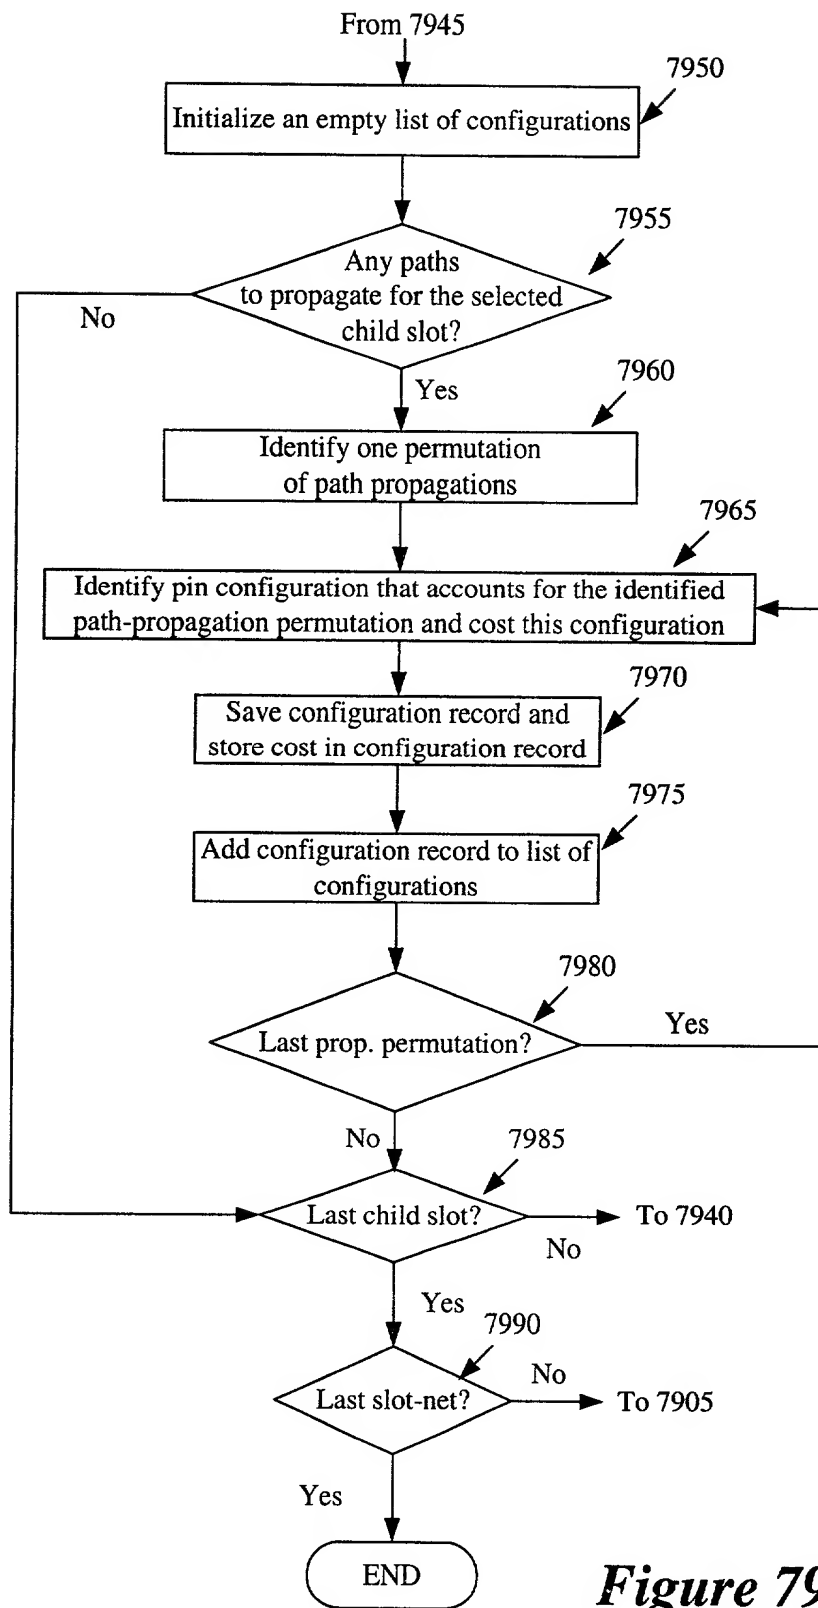 From 7945
7950
Initialize an empty list of configurations
7955
Any paths
to propagate for the selected
child slot?
No
Yes
7960
Identify one permutation
of path propagations
7965
Identify pin configuration that accounts for the identified
path-propagation permutation and cost this configuration
7970
Save configuration record and
store cost in configuration record
7975
Add configuration record to list of
configurations
7980
Last prop. permutation?
Yes
No
7985
Last child slot?
To 7940
No
Yes
7990
Last slot-net?
No
To 7905
Yes
END
Figure 79